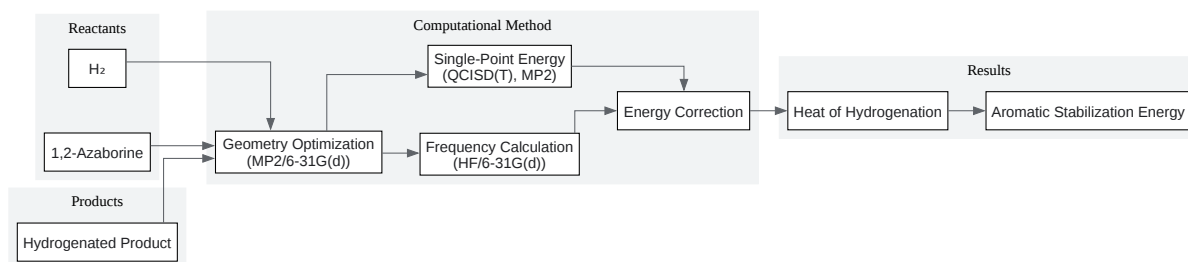 Reactants
H₂
1,2-Azaborine
Products
Hydrogenated Product
Computational Method
Geometry Optimization
(MP2/6-31G(d))
Single-Point Energy
(QCISD(T), MP2)
Frequency Calculation
(HF/6-31G(d))
Energy Correction
Results
Heat of Hydrogenation
Aromatic Stabilization Energy